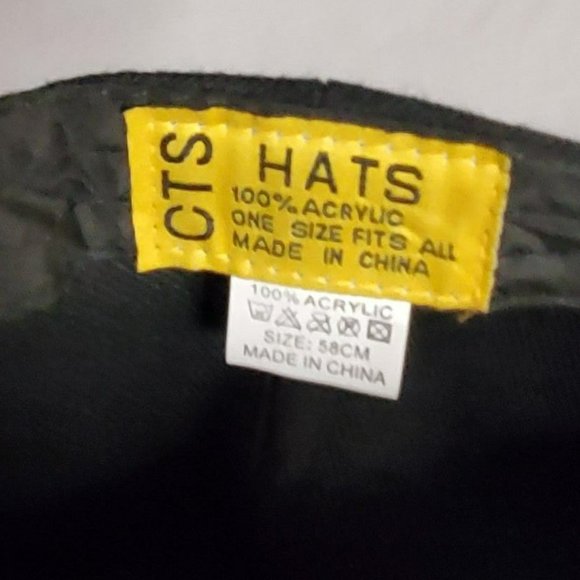 CTS
HATS
100% ACRYLIC
ONE SIZE FITS ALL
MADE IN CHINA
100% ACRYLIC
SIZE: 58CM
MADE IN CHINA